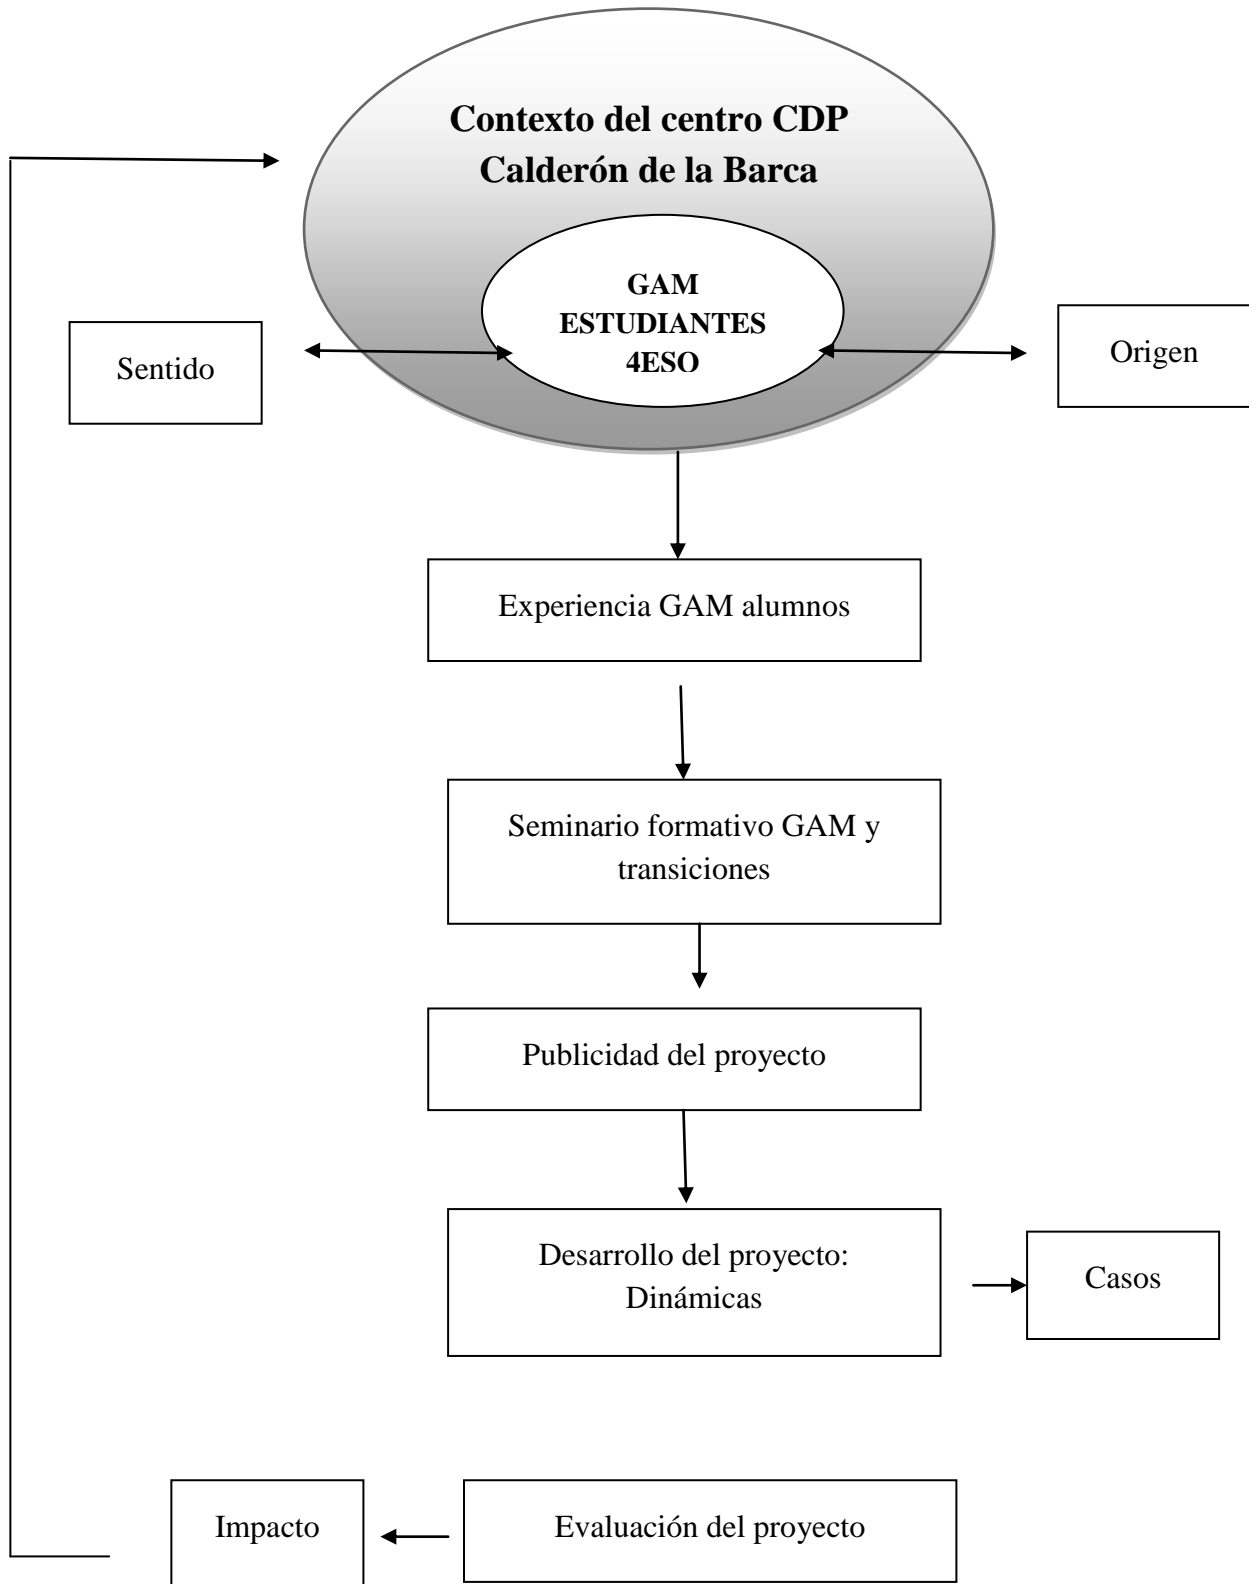 Contexto del centro CDP
Calderón de la Barca
GAM
ESTUDIANTES
4ESO
Sentido
Origen
Experiencia GAM alumnos
Seminario formativo GAM y
transiciones
Publicidad del proyecto
Desarrollo del proyecto:
Dinámicas
Casos
Impacto
Evaluación del proyecto